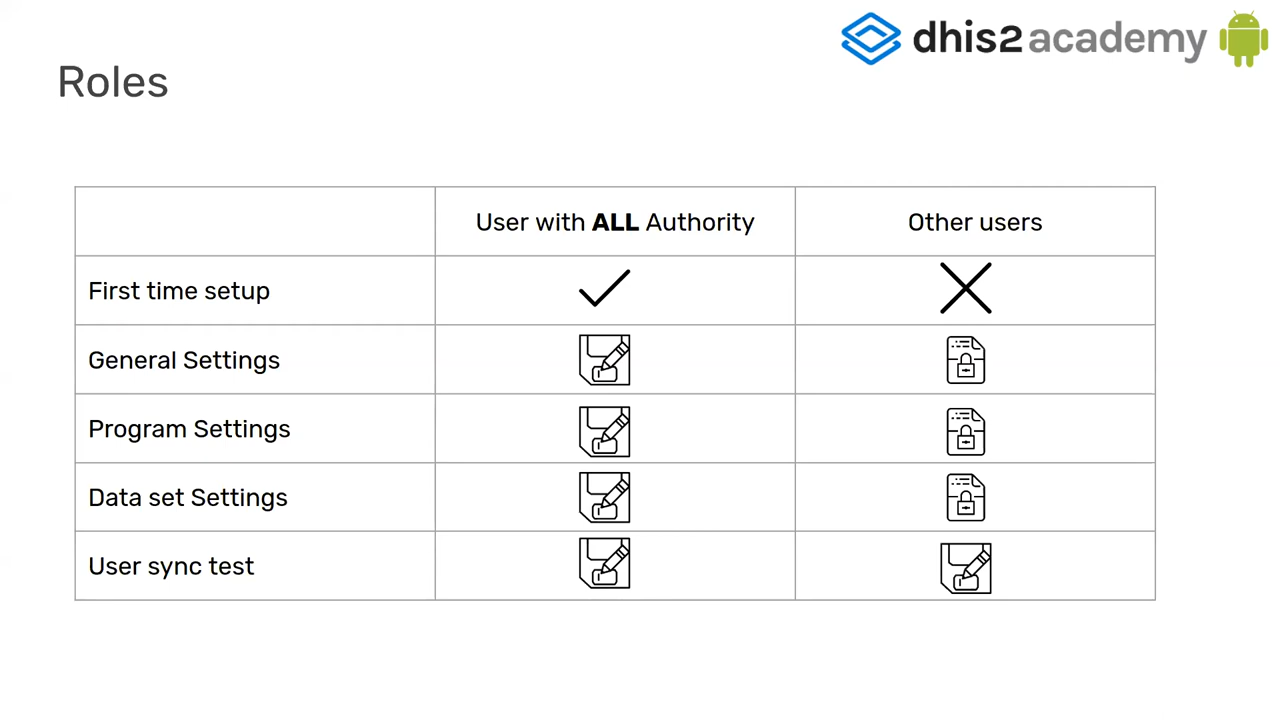 dhis2 academy
Roles
User with ALL Authority
Other users
First time setup
General Settings
Program Settings
Data set Settings
User sync test